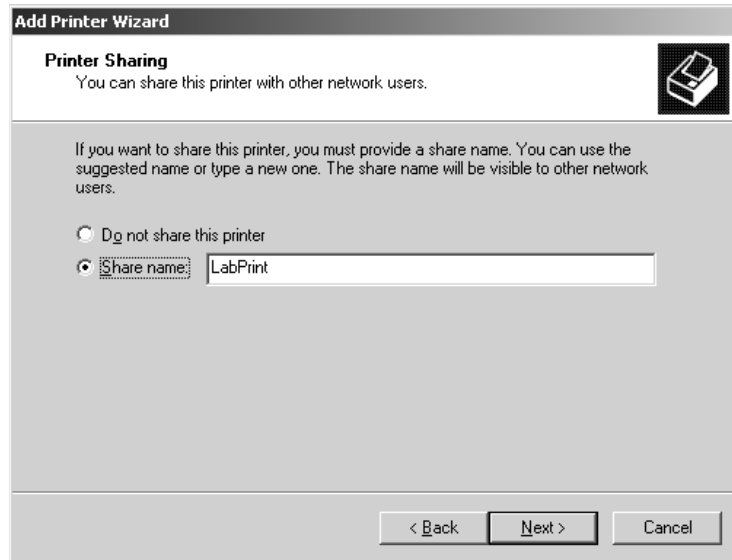 Add Printer Wizard
Printer Sharing
You can share this printer with other network users.
If you want to share this printer, you must provide a share name. You can use the
suggested name or type a new one. The share name will be visible to other network
users.
Do not share this printer
Share name: LabPrint
< Back Next > Cancel